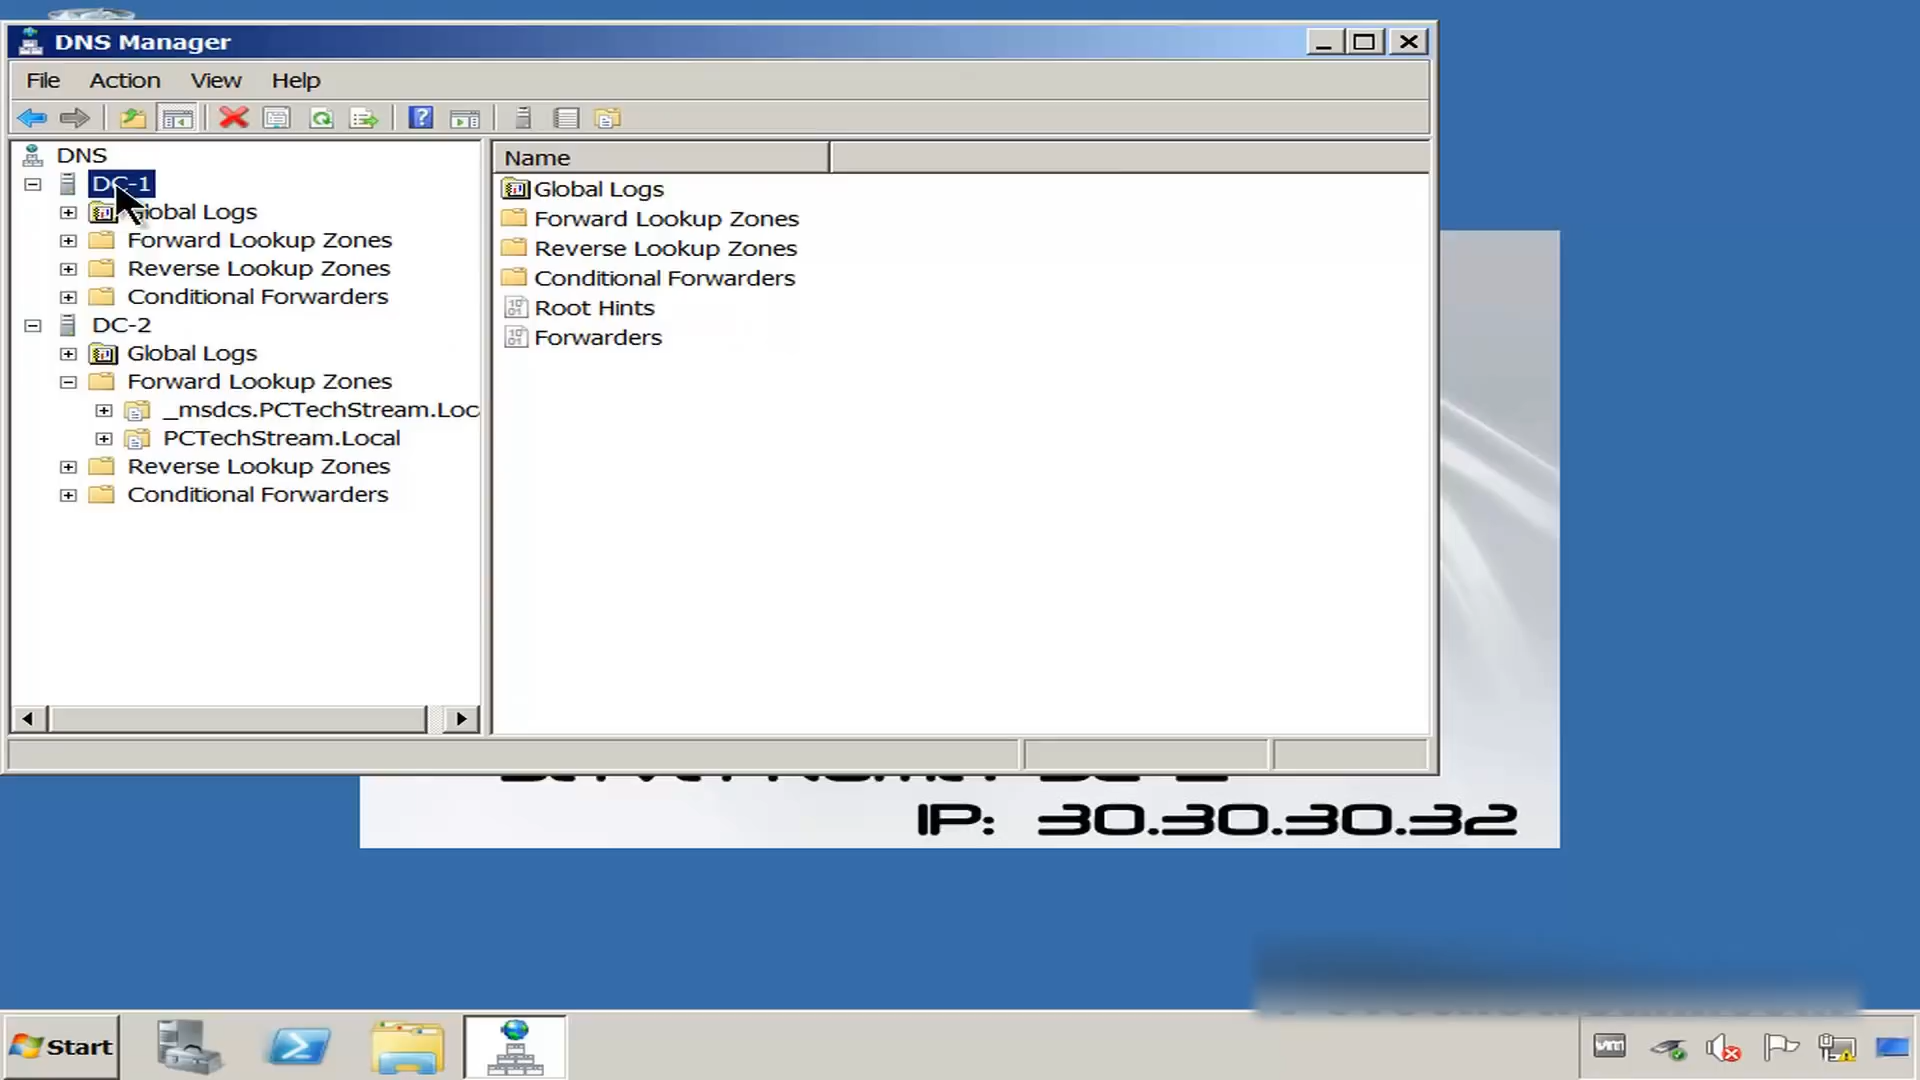 DNS Manager
File Action View Help
DNS
DC-1
Global Logs
Forward Lookup Zones
Reverse Lookup Zones
Conditional Forwarders
DC-2
Global Logs
Forward Lookup Zones
_msdcs.PCTechStream.Loc
PCTechStream.Local
Reverse Lookup Zones
Conditional Forwarders
Name
Global Logs
Forward Lookup Zones
Reverse Lookup Zones
Conditional Forwarders
Root Hints
Forwarders
IP: 30.30.30.32
Start
vm